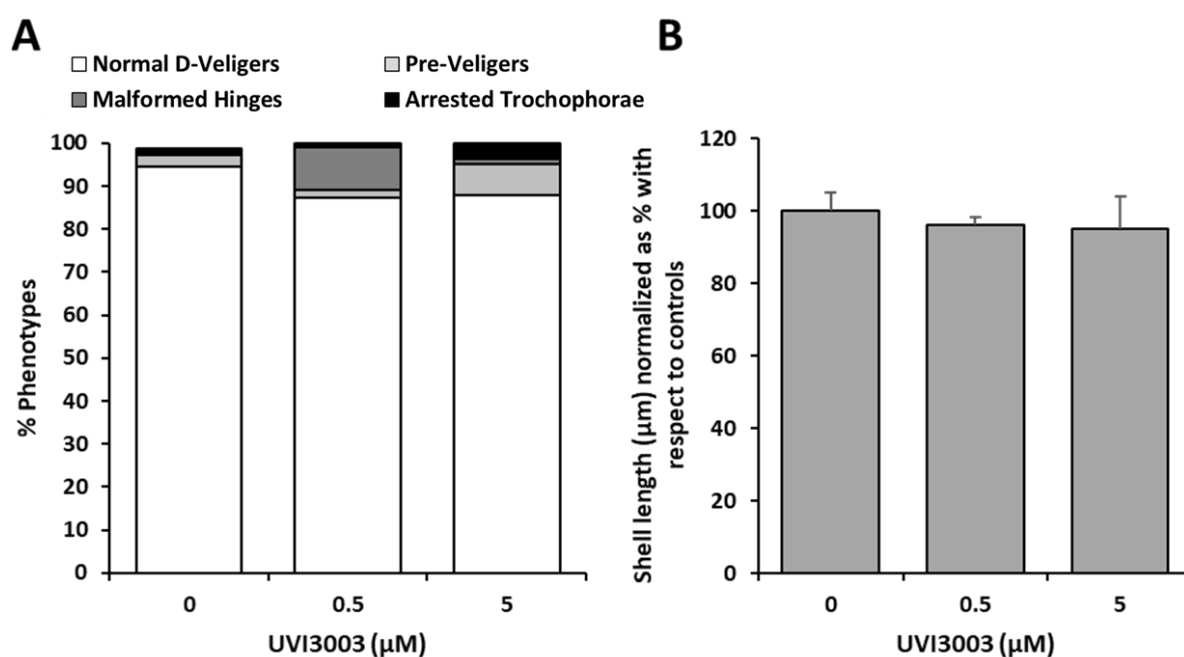 A
Normal D-Veligers
Pre-Veligers
Malformed Hinges
Arrested Trochophorae
% Phenotypes
100
90
80
70
60
50
40
30
20
10
0
0
0.5
5
UVI3003 (µM)
B
Shell length (µm) normalized as % with
respect to controls
120
100
80
60
40
20
0
0
0.5
5
UVI3003 (µM)